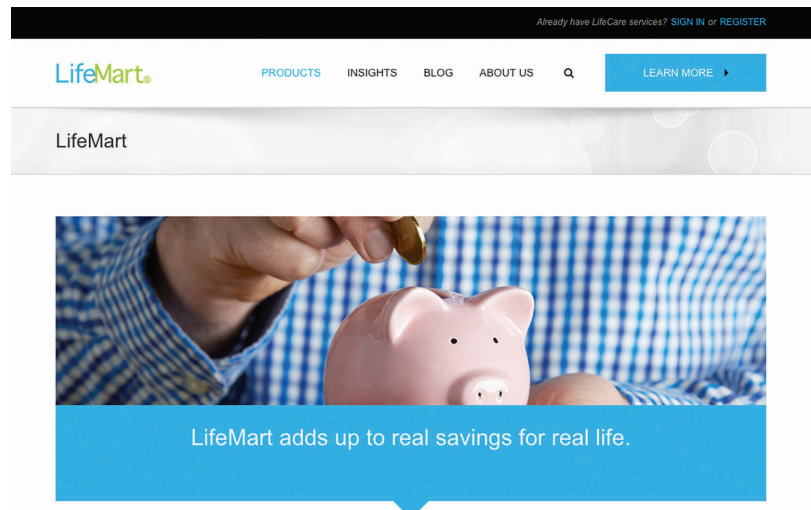 Already have LifeCare services? SIGN IN or REGISTER
LifeMart®
PRODUCTS INSIGHTS BLOG ABOUT US LEARN MORE
LifeMart
LifeMart adds up to real savings for real life.